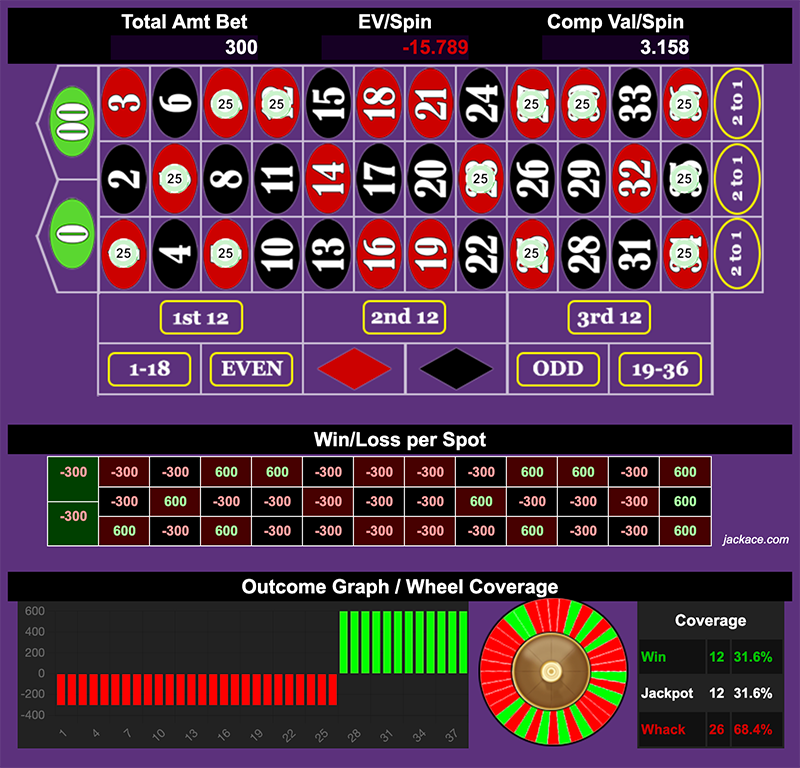 Total Amt Bet EV/Spin Comp Val/Spin
300 -15.789 3.158
00 3 6 25 25 15 18 21 24 25 25 33 25 2 to 1
2 25 8 11 14 17 20 25 26 29 32 25 2 to 1
0 25 4 25 10 13 16 19 22 25 28 31 25 2 to 1
1st 12 2nd 12 3rd 12
1-18 EVEN ODD 19-36
Win/Loss per Spot
-300 -300 -300 600 600 -300 -300 -300 -300 600 600 -300 600
-300 600 -300 -300 -300 -300 -300 600 -300 -300 -300 600
-300 600 -300 600 -300 -300 -300 -300 -300 600 -300 -300 600
jackace.com
Outcome Graph / Wheel Coverage
600
400
200
0
-200
-400
1 4 7 10 13 16 19 22 25 28 31 34 37
Coverage
Win 12 31.6%
Jackpot 12 31.6%
Whack 26 68.4%